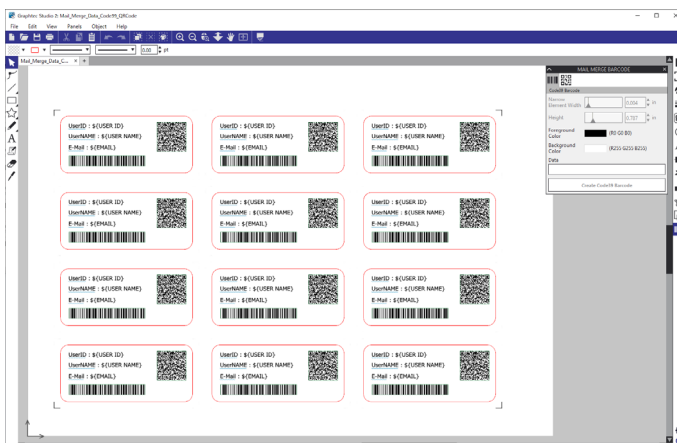 Graphtec Studio 2: Mail_Merge_Data_Code39_QRCode
File Edit View Panels Object Help
0.00 pt
Mail_Merge_Data_C... × +
MAIL MERGE BARCODE ×
Code39 Barcode
Narrow Element Width 0.004 in
Height 0.787 in
Foreground Color (R0 G0 B0)
Background Color (R255 G255 B255)
Data
Create Code39 Barcode
UserID : ${USER ID}
UserNAME : ${USER NAME}
E-Mail : ${EMAIL}
UserID : ${USER ID}
UserNAME : ${USER NAME}
E-Mail : ${EMAIL}
UserID : ${USER ID}
UserNAME : ${USER NAME}
E-Mail : ${EMAIL}
UserID : ${USER ID}
UserNAME : ${USER NAME}
E-Mail : ${EMAIL}
UserID : ${USER ID}
UserNAME : ${USER NAME}
E-Mail : ${EMAIL}
UserID : ${USER ID}
UserNAME : ${USER NAME}
E-Mail : ${EMAIL}
UserID : ${USER ID}
UserNAME : ${USER NAME}
E-Mail : ${EMAIL}
UserID : ${USER ID}
UserNAME : ${USER NAME}
E-Mail : ${EMAIL}
UserID : ${USER ID}
UserNAME : ${USER NAME}
E-Mail : ${EMAIL}
UserID : ${USER ID}
UserNAME : ${USER NAME}
E-Mail : ${EMAIL}
UserID : ${USER ID}
UserNAME : ${USER NAME}
E-Mail : ${EMAIL}
UserID : ${USER ID}
UserNAME : ${USER NAME}
E-Mail : ${EMAIL}